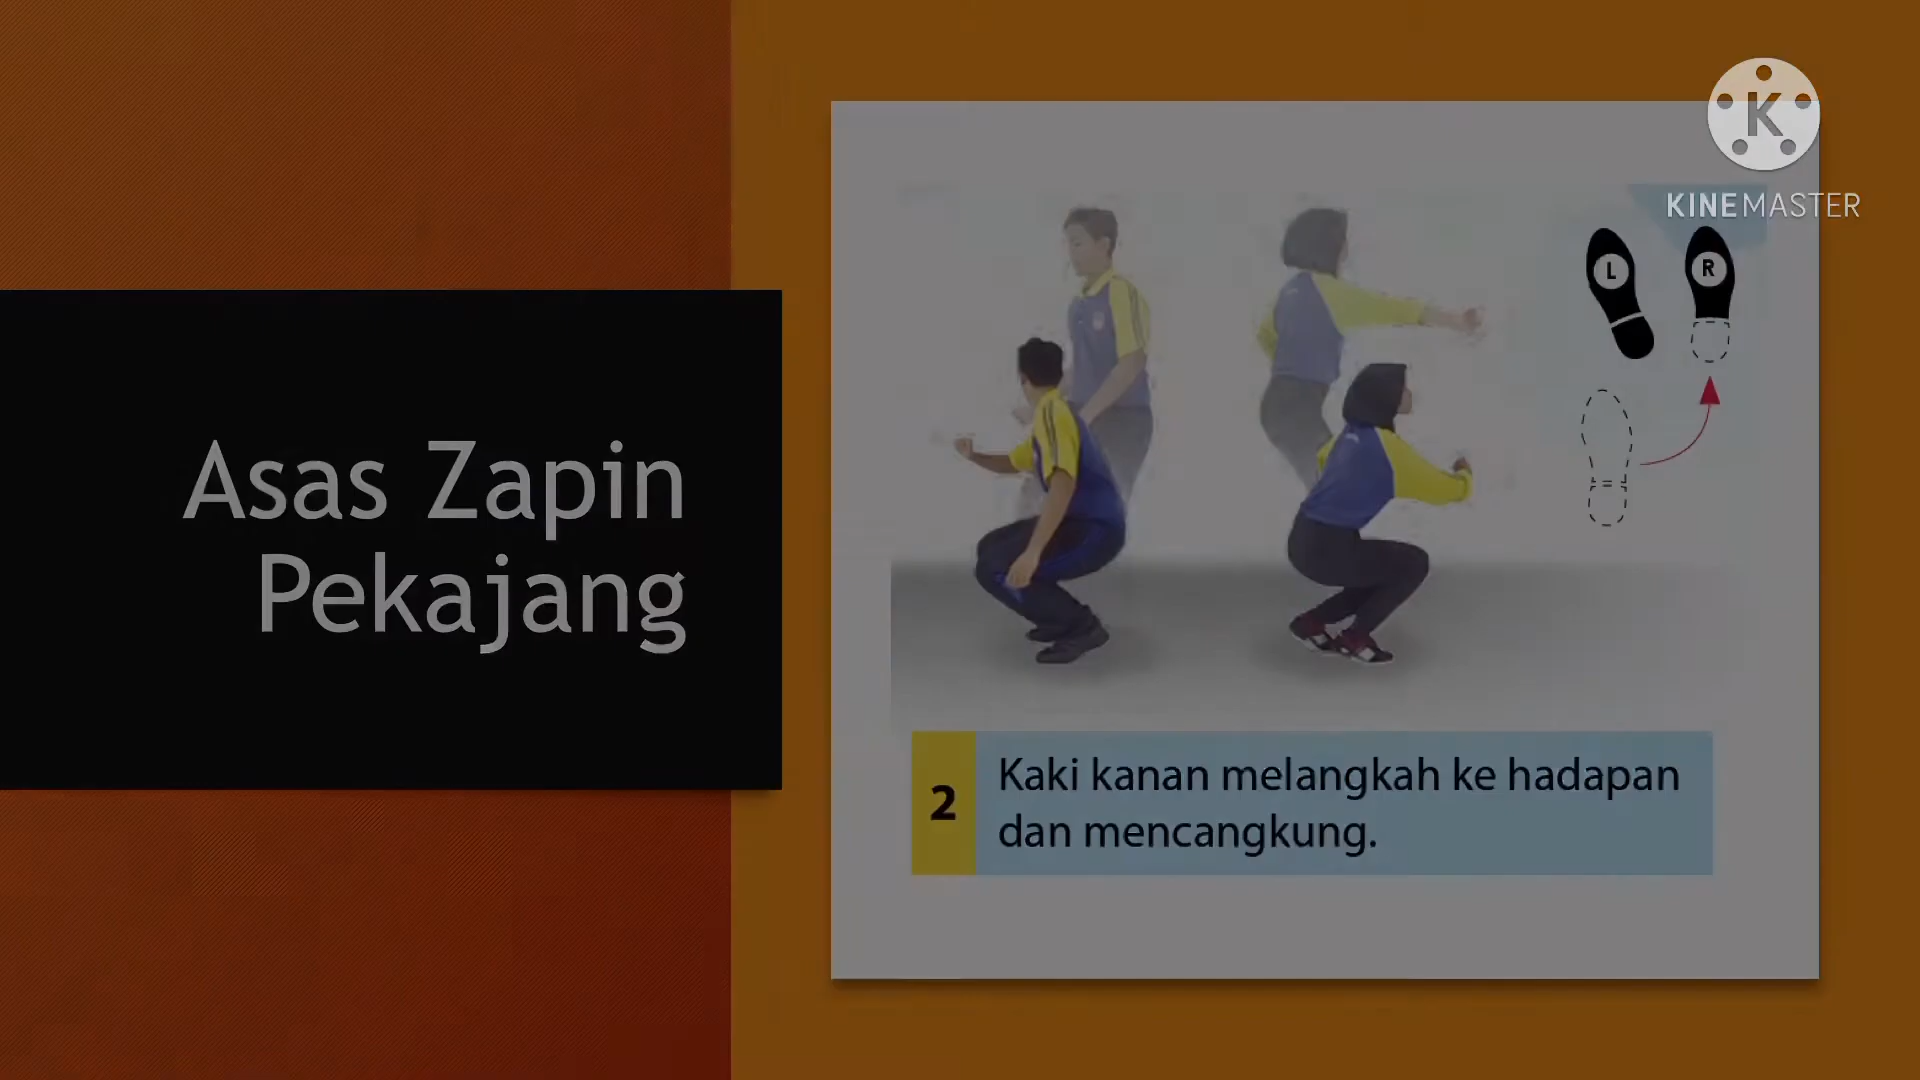 Asas Zapin
Pekajang
K
KINEMASTER
L
R
2
Kaki kanan melangkah ke hadapan
dan mencangkung.